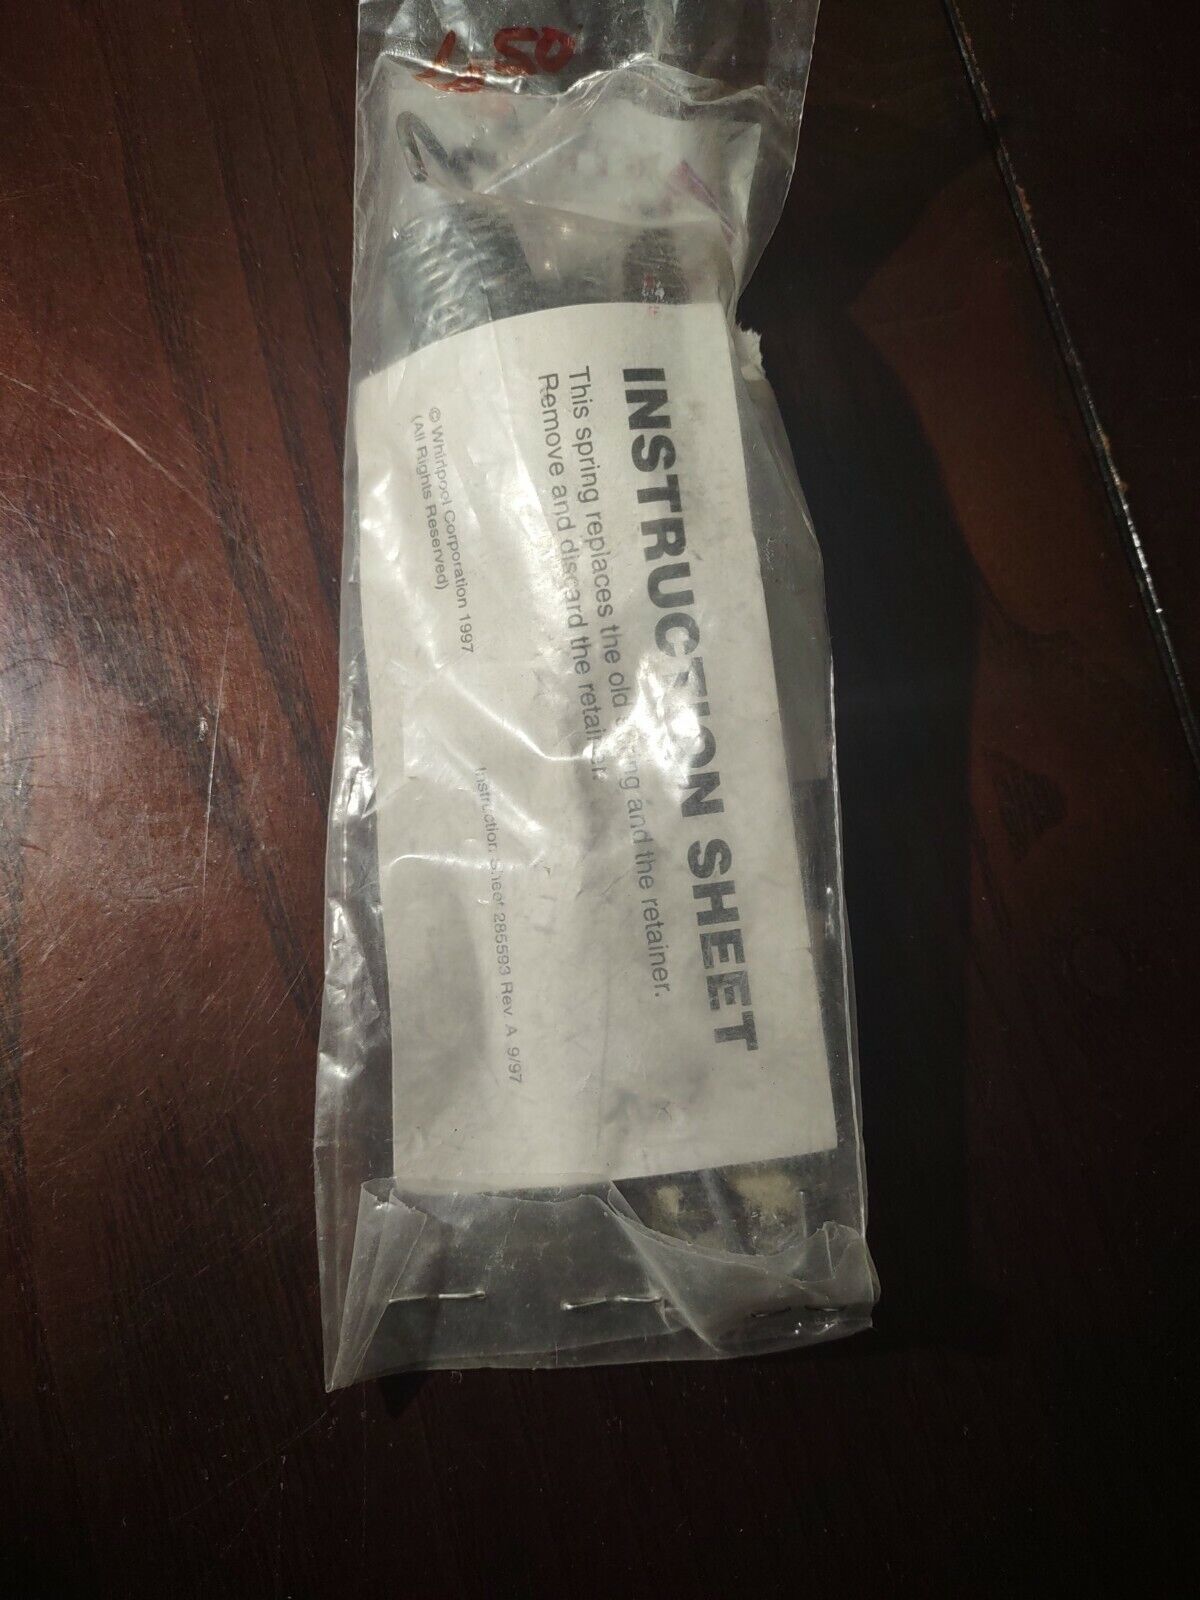 INSTRUCTION SHEET
This spring replaces the old spring and the retainer.
Remove and discard the retainer.
© Whirlpool Corporation 1997
(All Rights Reserved)
Instruction Sheet 285593 Rev. A 9/97